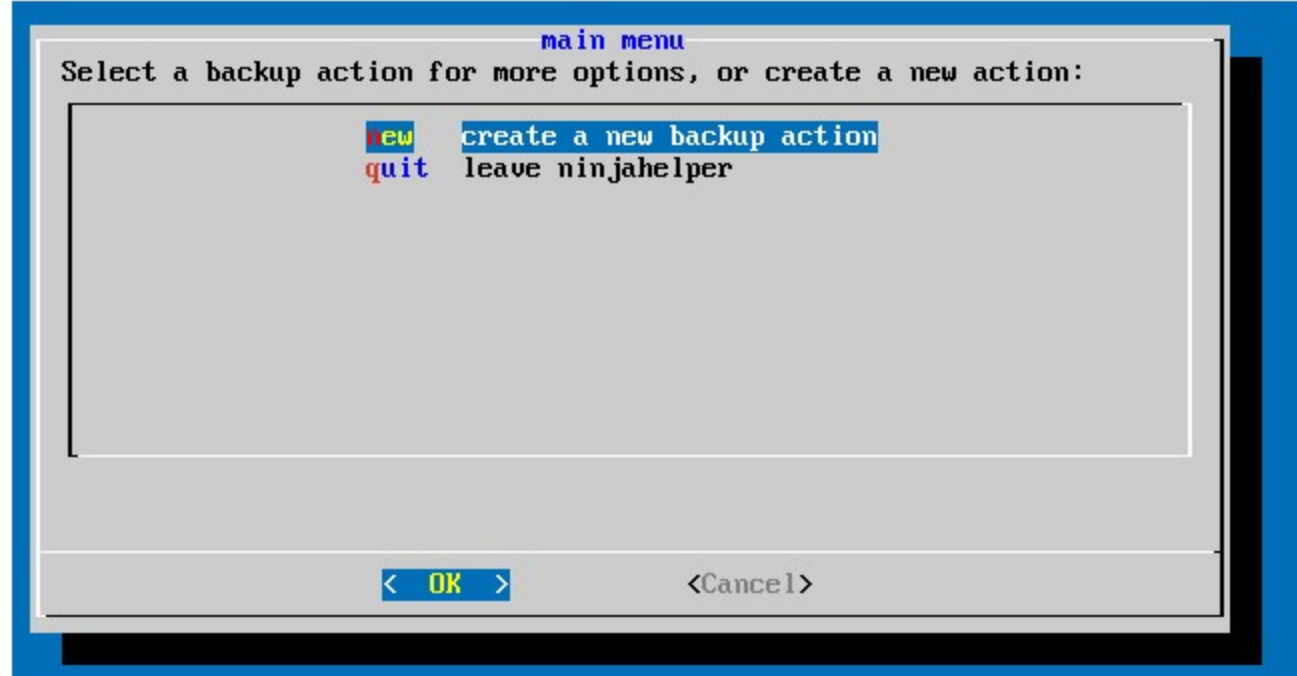 main menu
Select a backup action for more options, or create a new action:
new create a new backup action
quit leave ninjahelper
< OK > <Cancel>